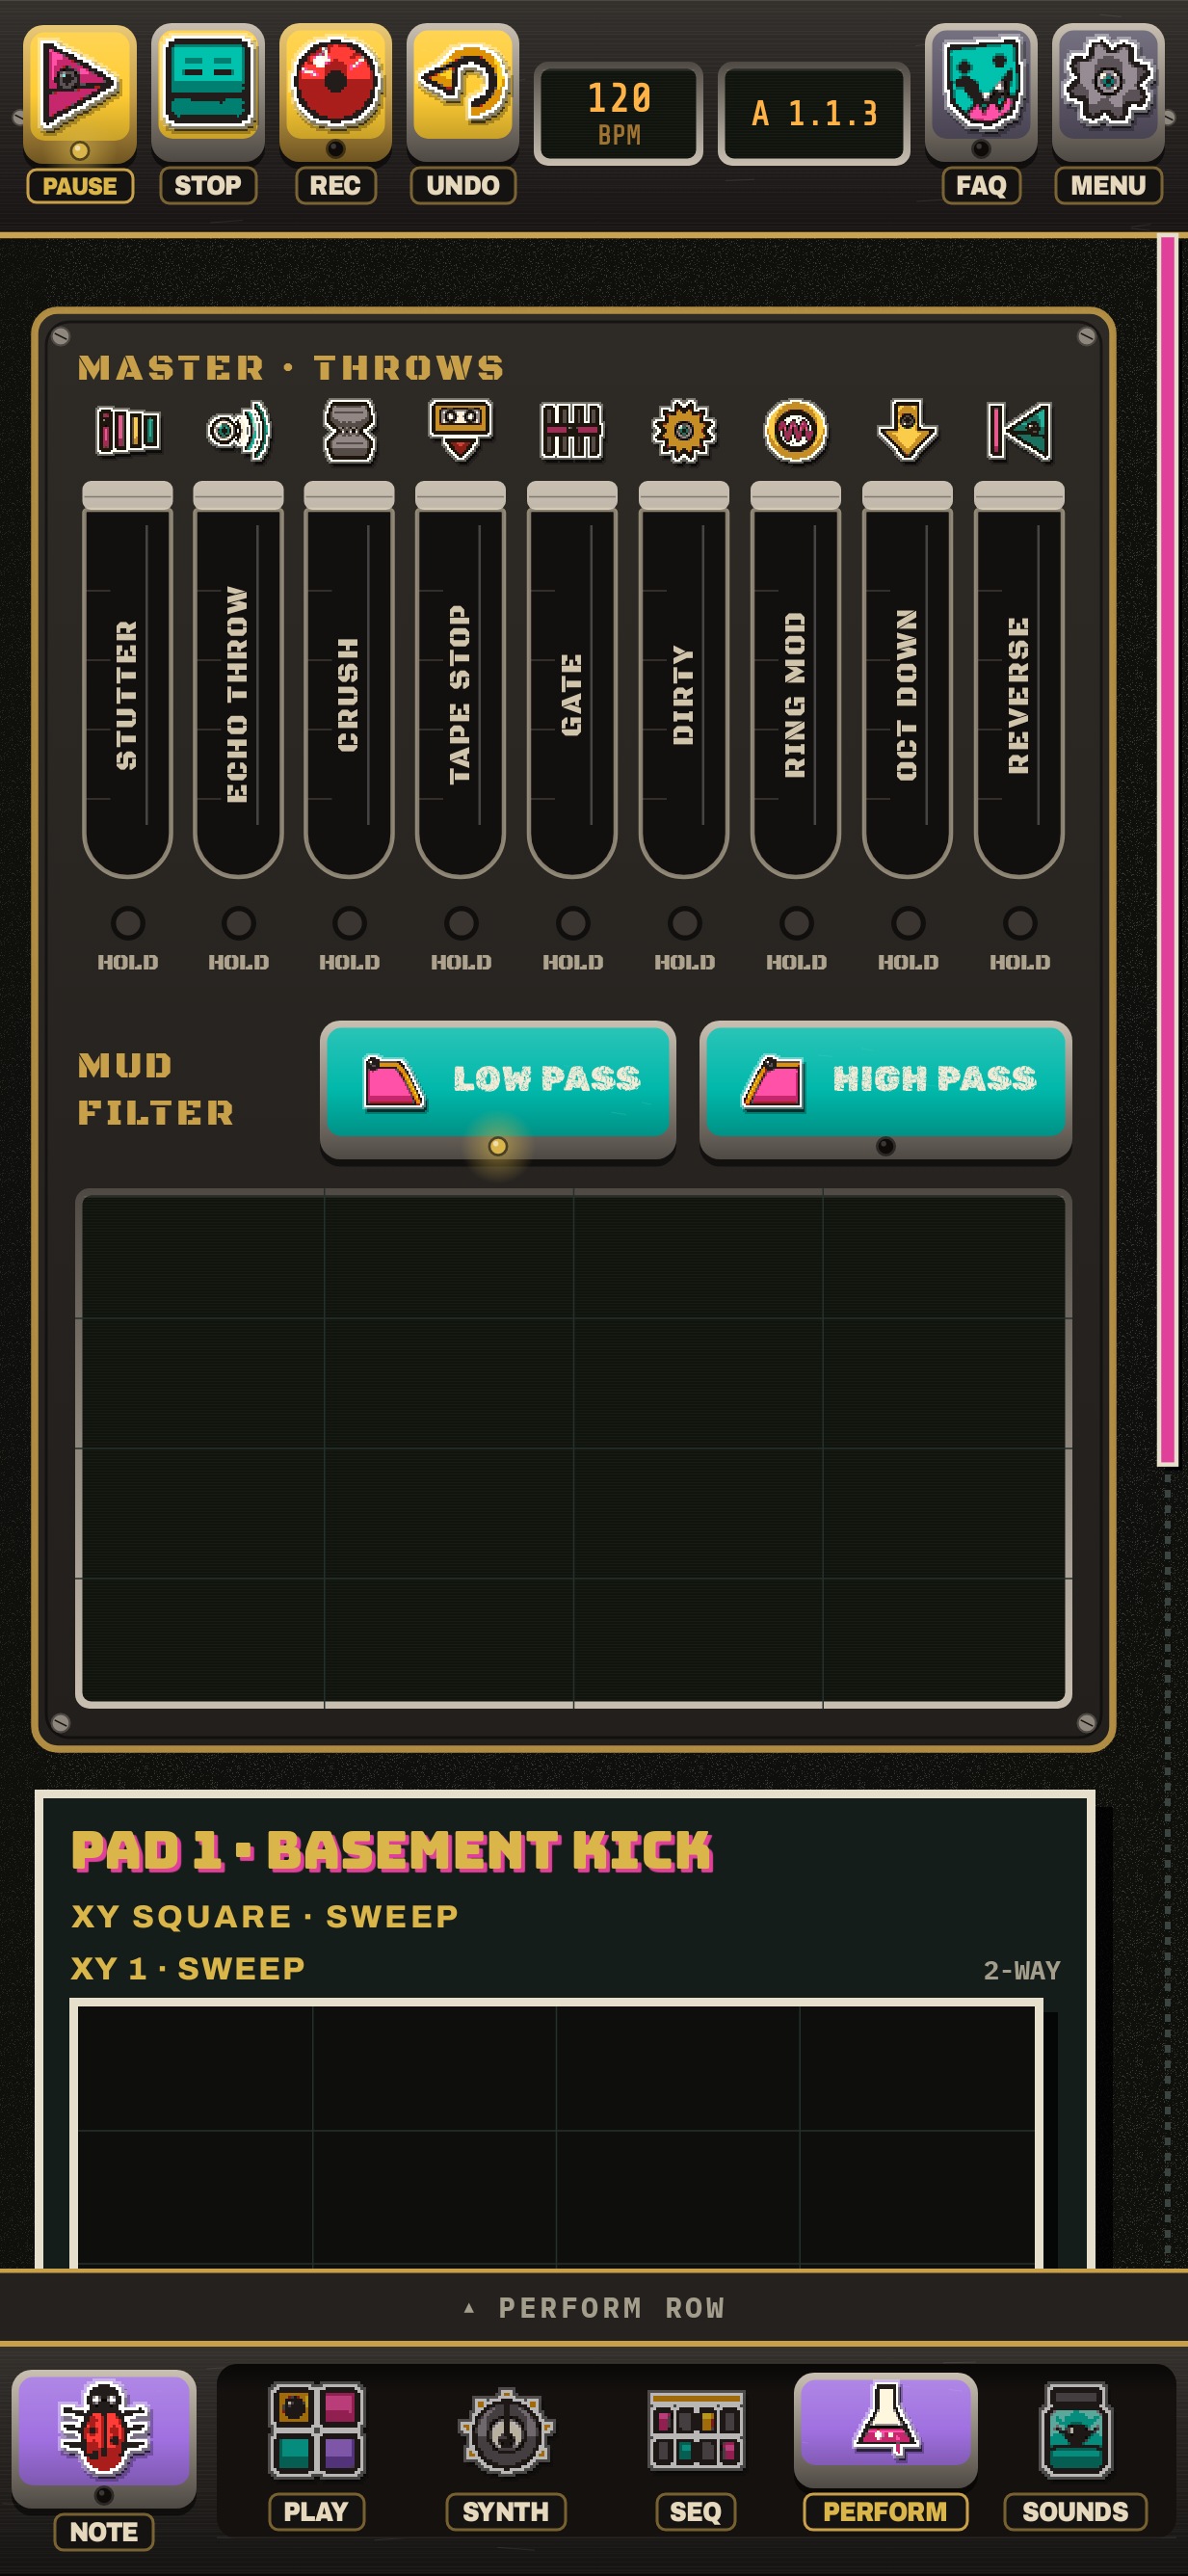 120
BPM
A 1.1.3
PAUSE
STOP
REC
UNDO
FAQ
MENU
MASTER · THROWS
STUTTER
ECHO THROW
CRUSH
TAPE STOP
GATE
DIRTY
RING MOD
OCT DOWN
REVERSE
HOLD
HOLD
HOLD
HOLD
HOLD
HOLD
HOLD
HOLD
HOLD
MUD
FILTER
LOW PASS
HIGH PASS
PAD 1 · BASEMENT KICK
XY SQUARE · SWEEP
XY 1 · SWEEP
2-WAY
▲ PERFORM ROW
NOTE
PLAY
SYNTH
SEQ
PERFORM
SOUNDS